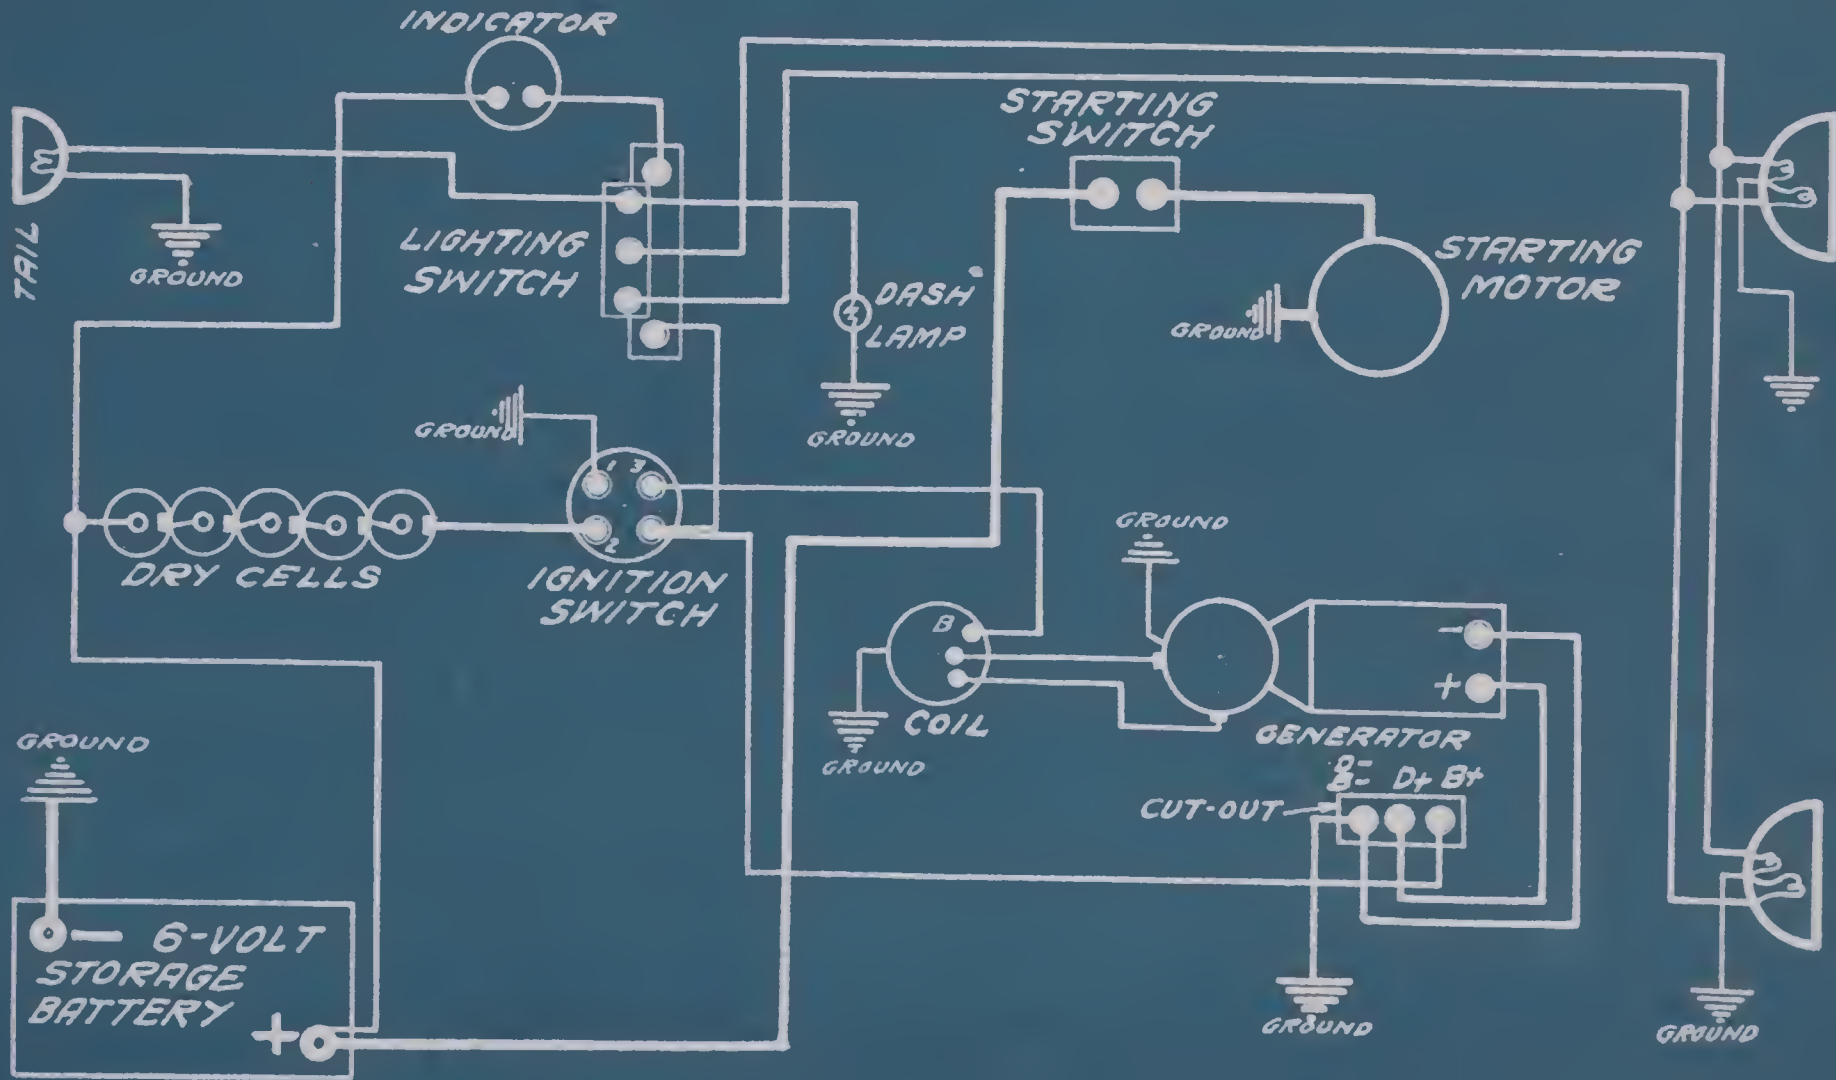 INDICATOR
STARTING
SWITCH
TAIL
GROUND
LIGHTING
SWITCH
DASH
LAMP
STARTING
MOTOR
GROUND
GROUND
GROUND
1 3
2
DRY CELLS
IGNITION
SWITCH
GROUND
B
COIL
GROUND
-
+
GENERATOR
D-
B- D+ B+
CUT-OUT
GROUND
- 6-VOLT
STORAGE
BATTERY
+
GROUND
GROUND